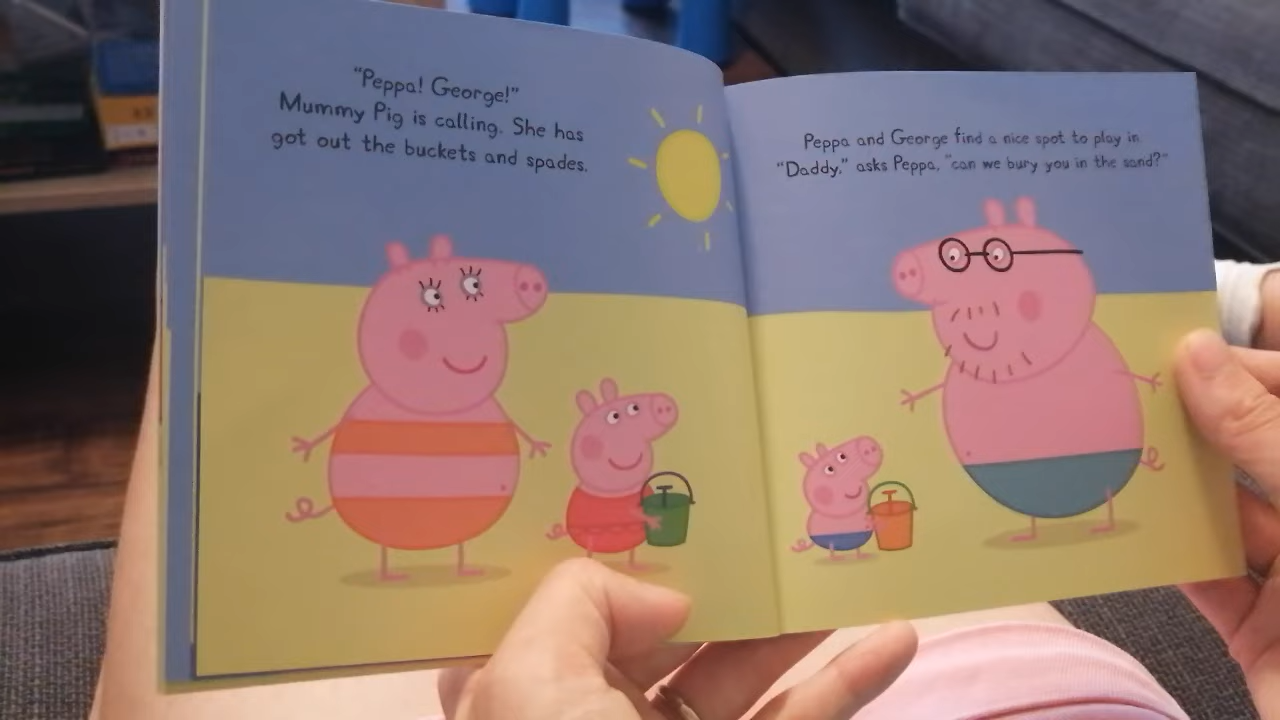 “Peppa! George!”
Mummy Pig is calling. She has
got out the buckets and spades.
Peppa and George find a nice spot to play in
“Daddy,” asks Peppa, “can we bury you in the sand?”